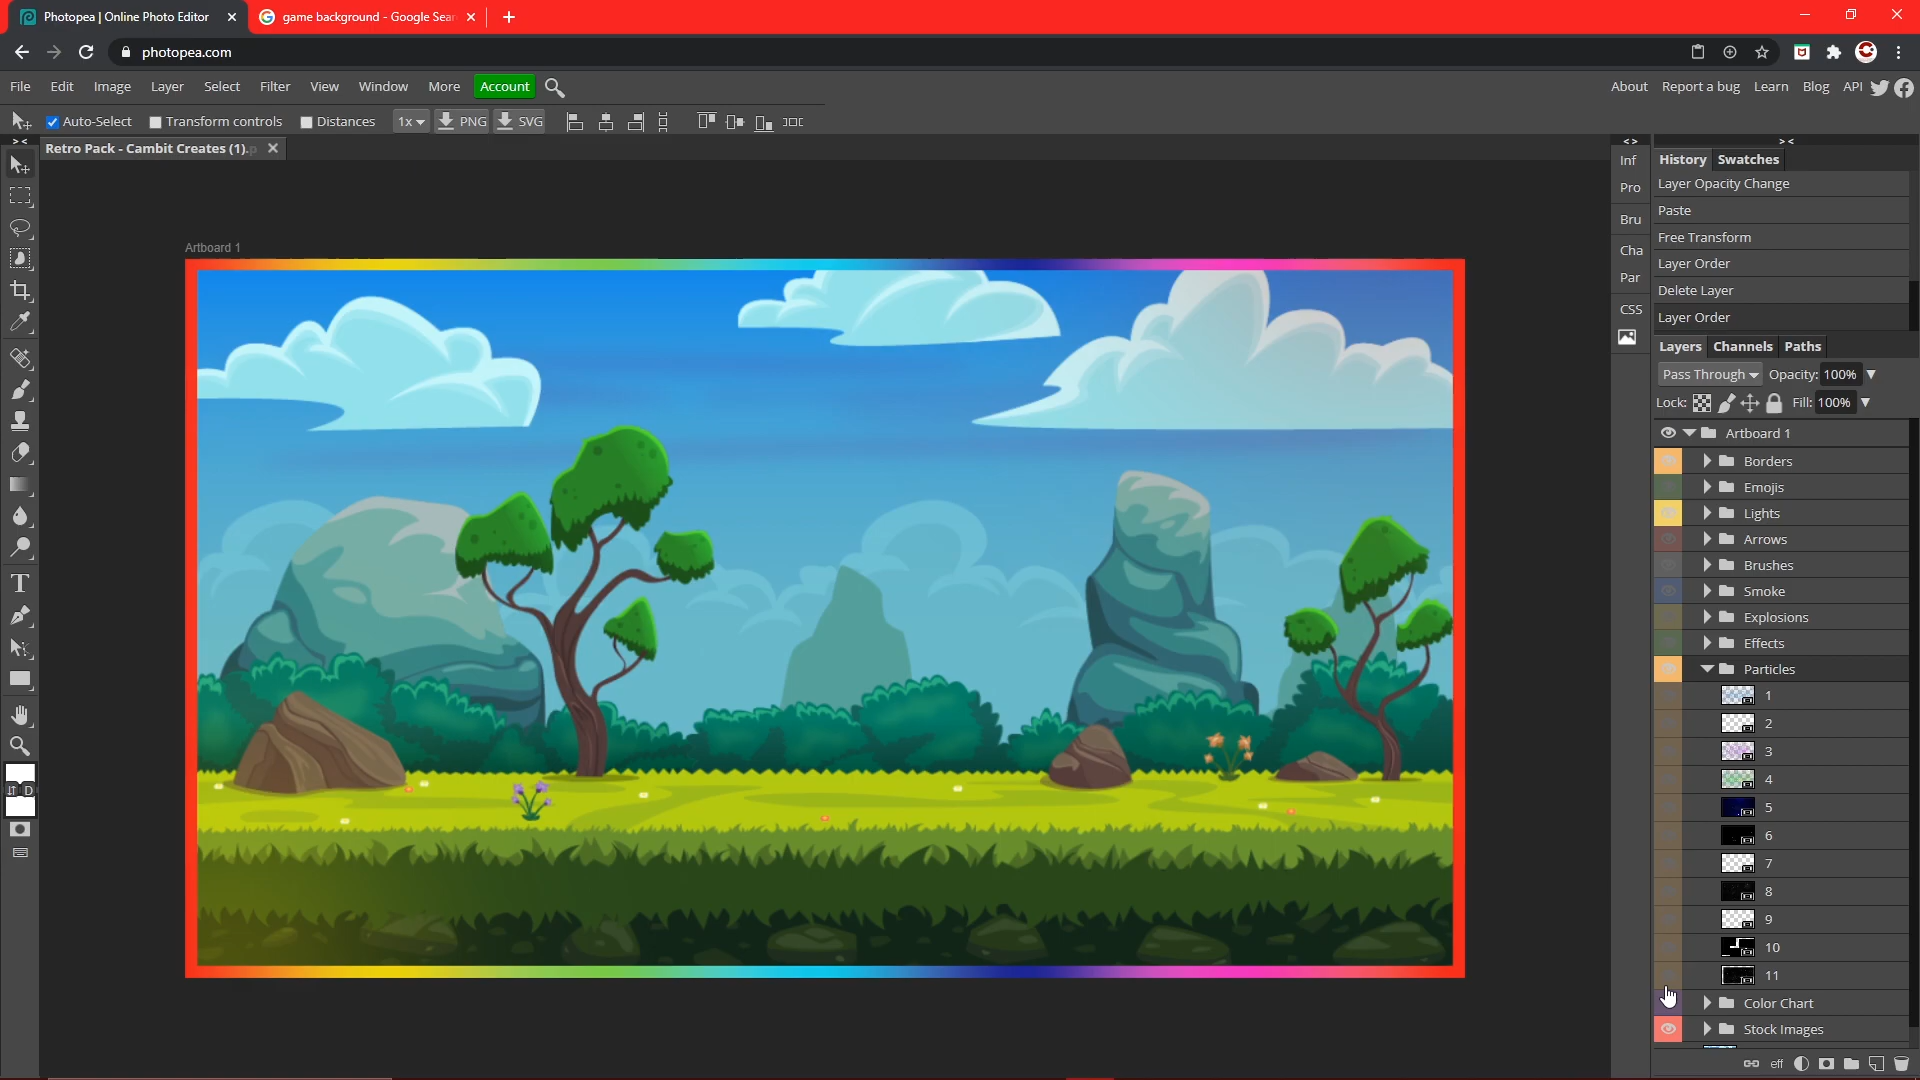 Photopea | Online Photo Editor
game background - Google Sear
photopea.com
File Edit Image Layer Select Filter View Window More Account
About Report a bug Learn Blog API
Auto-Select Transform controls Distances 1x PNG SVG
Retro Pack - Cambit Creates (1).p
Artboard 1
D
Inf
Pro
Bru
Cha
Par
CSS
History Swatches
Layer Opacity Change
Paste
Free Transform
Layer Order
Delete Layer
Layer Order
Layers Channels Paths
Pass Through Opacity: 100%
Lock: Fill: 100%
Artboard 1
Borders
Emojis
Lights
Arrows
Brushes
Smoke
Explosions
Effects
Particles
1
2
3
4
5
6
7
8
9
10
11
Color Chart
Stock Images
eff